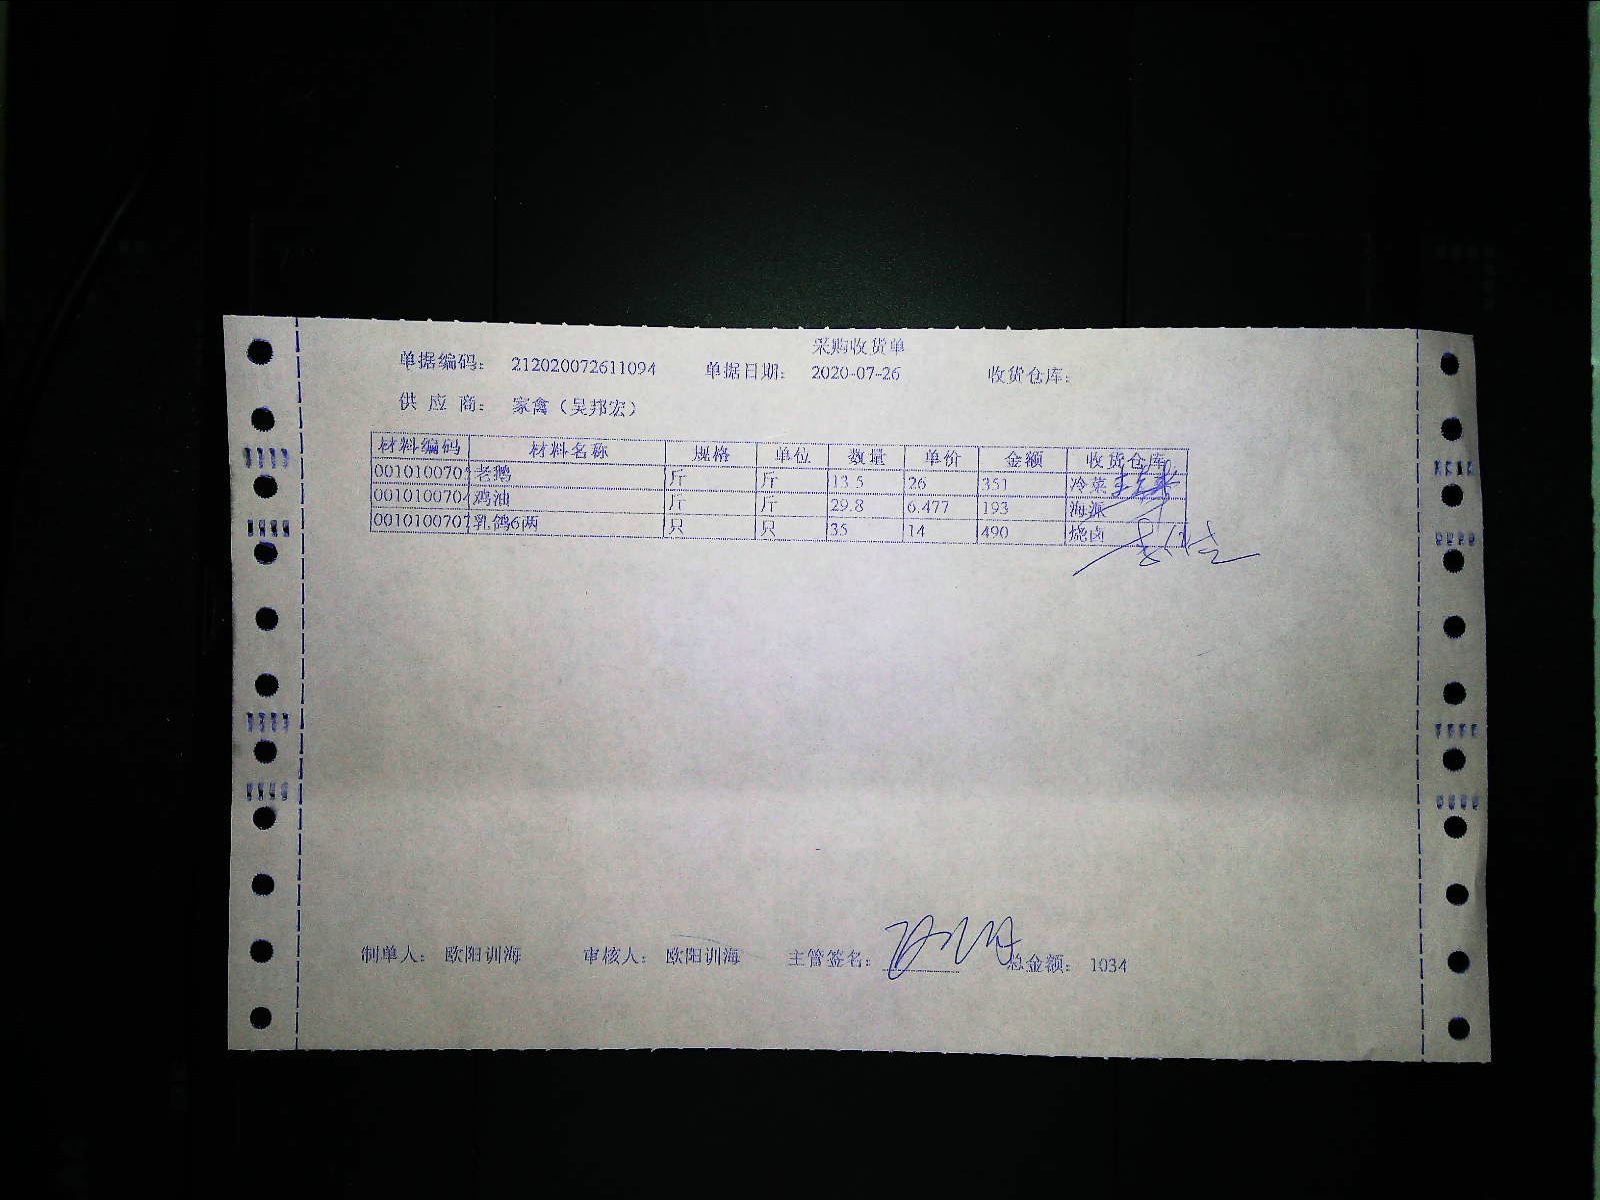 采购收货单
单据编码： 212020072611094 单据日期： 2020-07-26 收货仓库：
供 应 商： 家禽（吴邦宏）
材料编码 材料名称 规格 单位 数量 单价 金额 收货仓库
001010070 老鹅 斤 斤 13.5 26 351 冷菜
001010070 鸡油 斤 斤 29.8 6.477 193 海派
001010070 乳鸽6两 只 只 35 14 490 烧卤
制单人： 欧阳训海 审核人： 欧阳训海 主管签名： 总金额： 1034